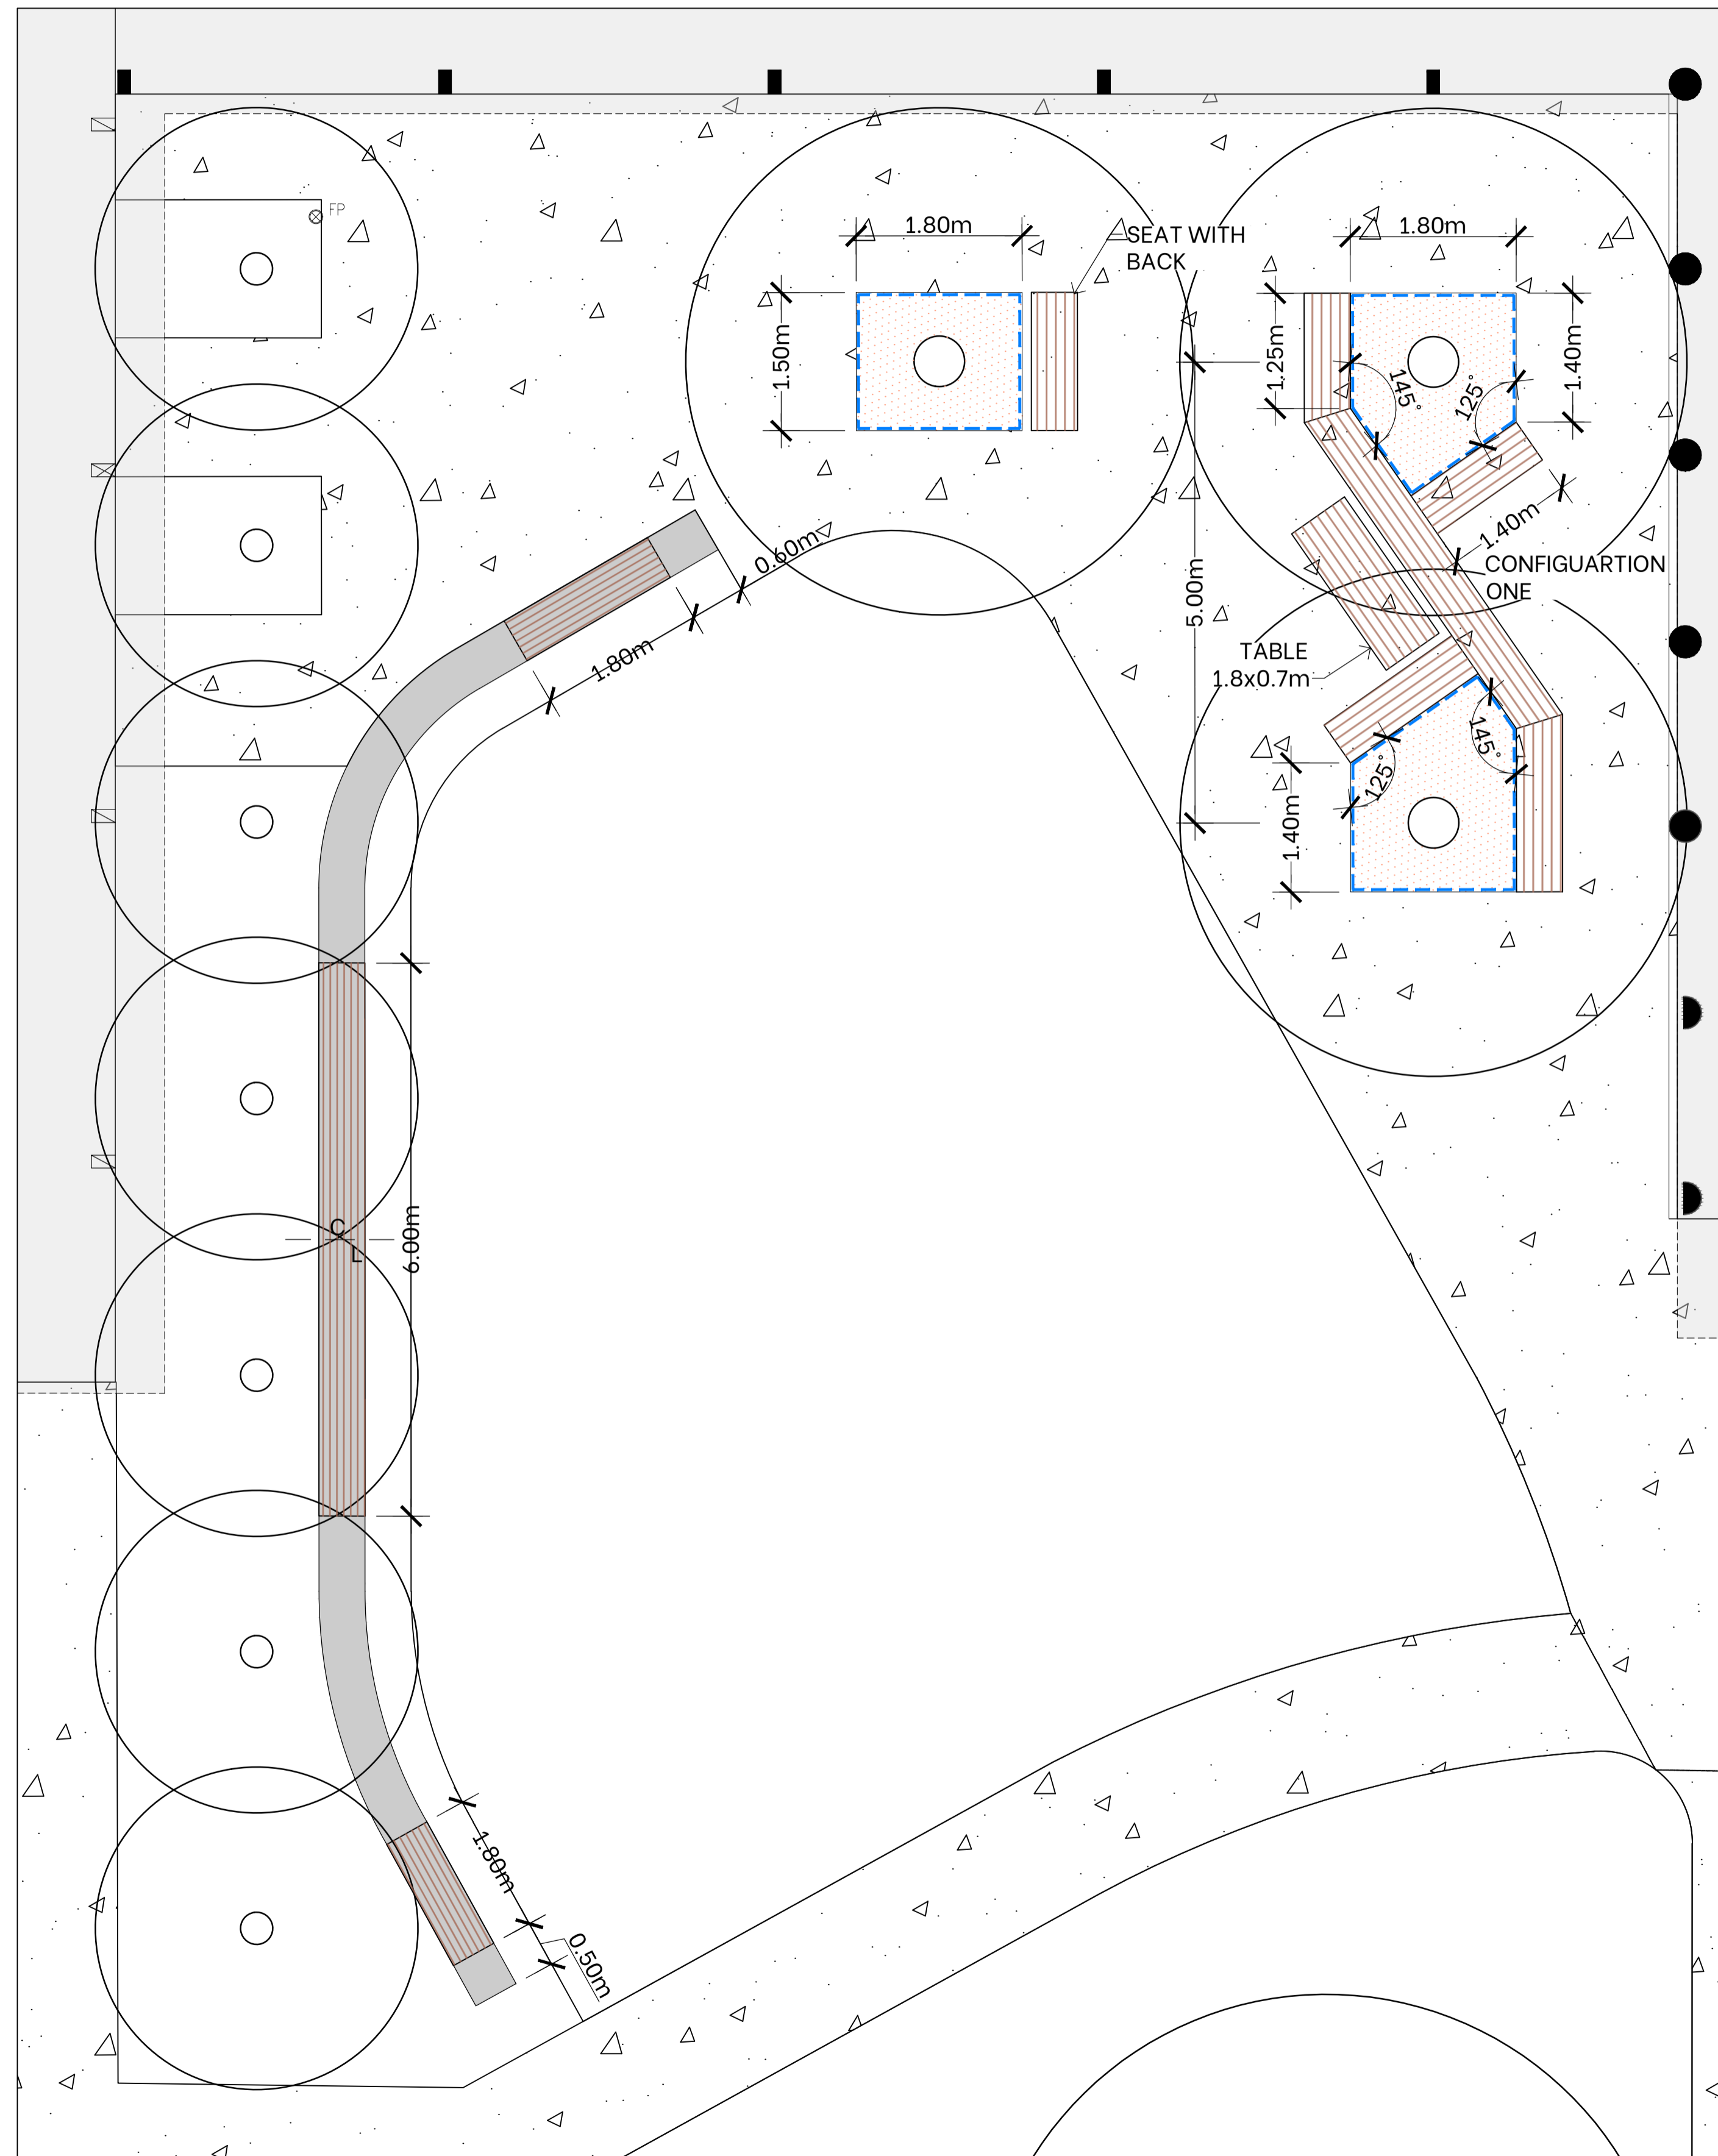 FP
1.80m
SEAT WITH
BACK
1.80m
1.50m
1.25m
1.40m
145°
125°
0.60m
1.40m
CONFIGUARTION
ONE
5.00m
1.80m
TABLE
1.8x0.7m
145°
125°
1.40m
C
L
6.00m
1.80m
0.50m